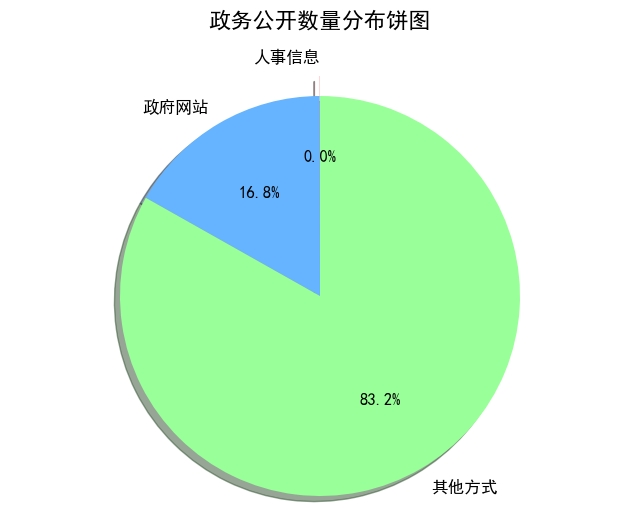 政务公开数量分布饼图
人事信息
政府网站
0.0%
16.8%
83.2%
其他方式